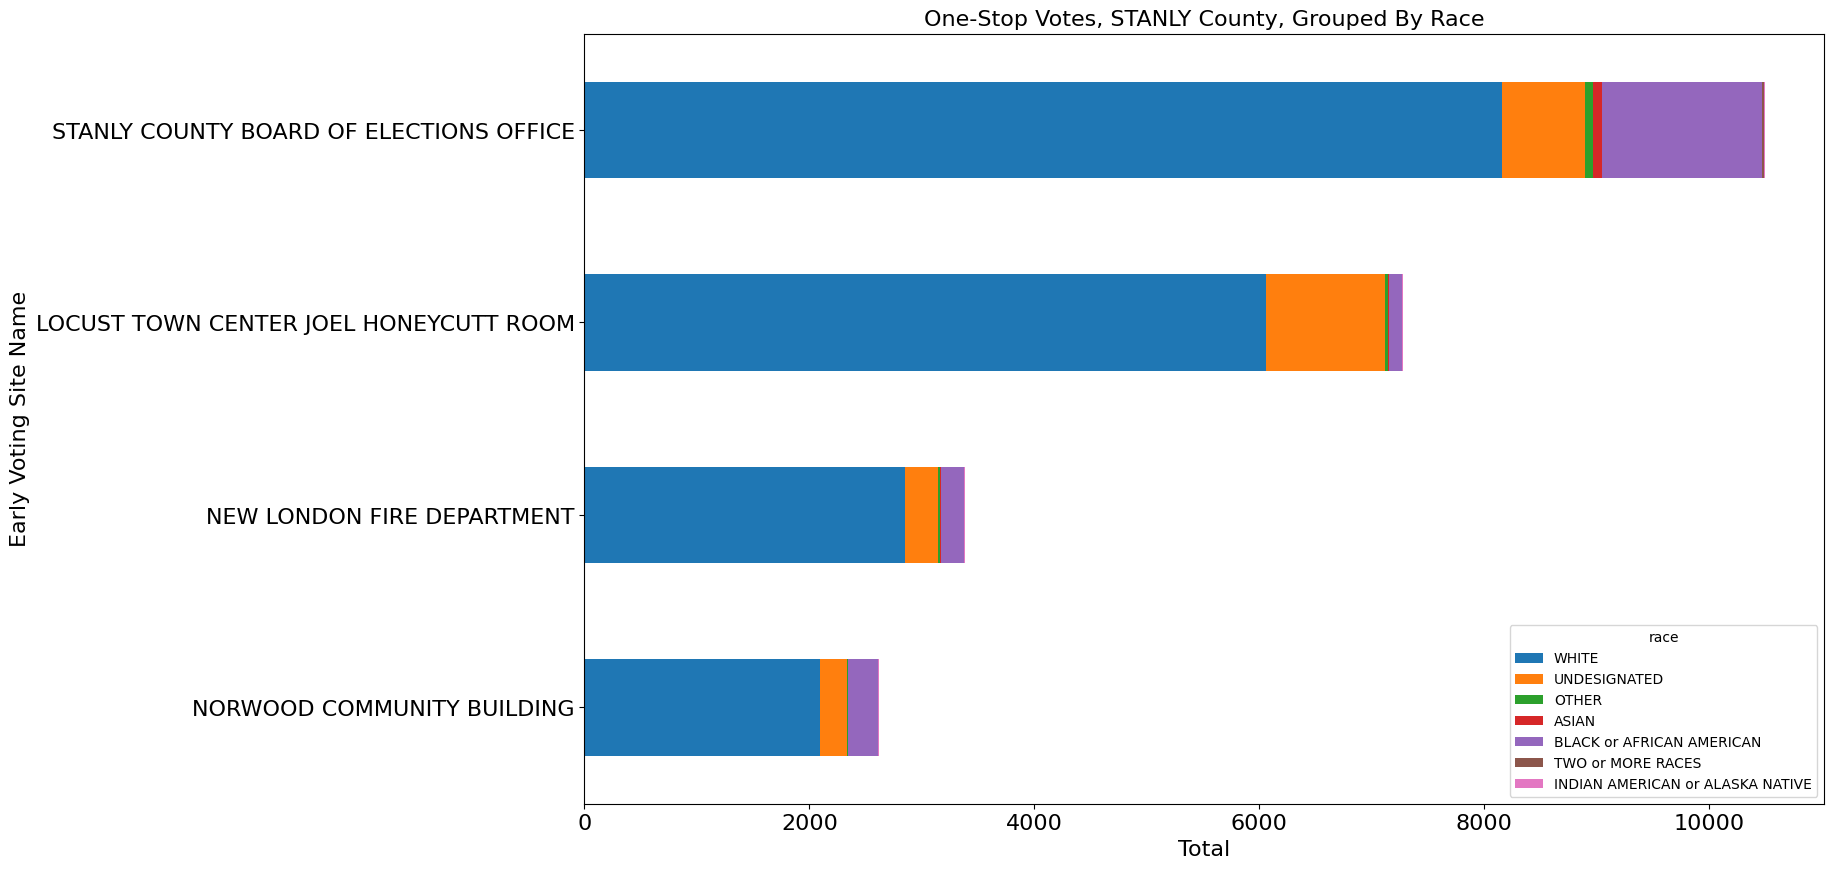 One-Stop Votes, STANLY County, Grouped By Race
Early Voting Site Name
STANLY COUNTY BOARD OF ELECTIONS OFFICE
LOCUST TOWN CENTER JOEL HONEYCUTT ROOM
NEW LONDON FIRE DEPARTMENT
NORWOOD COMMUNITY BUILDING
race
WHITE
UNDESIGNATED
OTHER
ASIAN
BLACK or AFRICAN AMERICAN
TWO or MORE RACES
INDIAN AMERICAN or ALASKA NATIVE
0 2000 4000 6000 8000 10000
Total